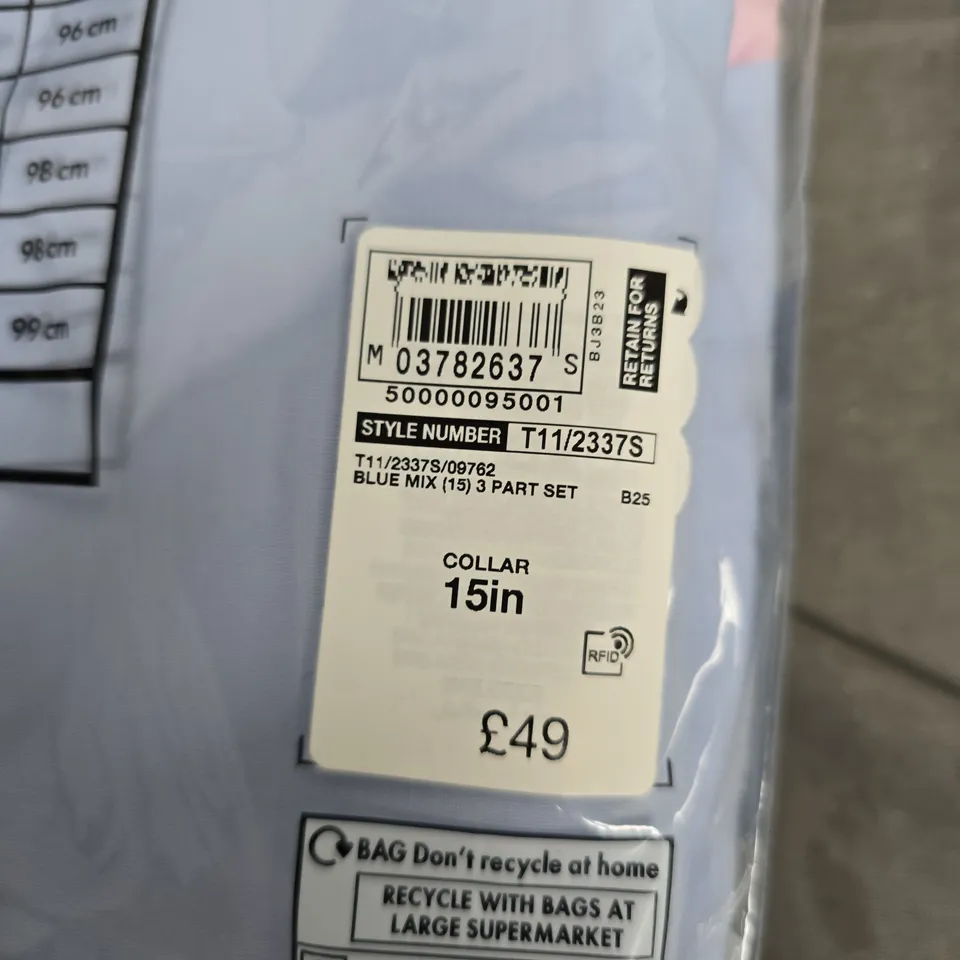 96 cm
96 cm
98 cm
98 cm
99 cm
M 03782637 S
BJ3B23
RETAIN FOR
RETURNS
50000095001
STYLE NUMBER T11/2337S
T11/2337S/09762
BLUE MIX (15) 3 PART SET B25
COLLAR
15in
RFID
£49
BAG Don't recycle at home
RECYCLE WITH BAGS AT
LARGE SUPERMARKET